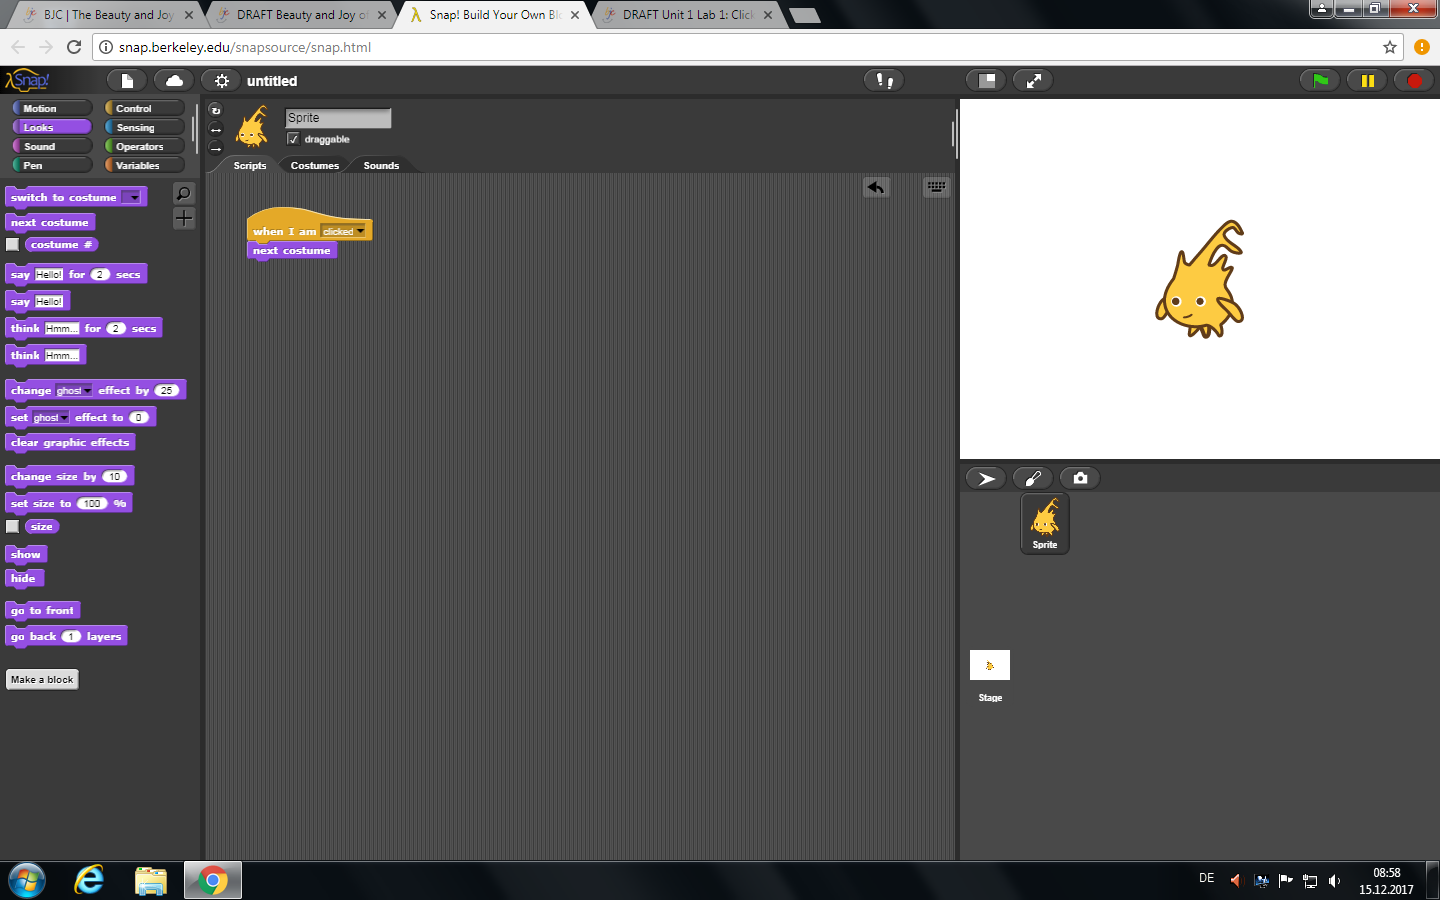 BJC | The Beauty and Joy
DRAFT Beauty and Joy of
Snap! Build Your Own Blo
DRAFT Unit 1 Lab 1: Click
snap.berkeley.edu/snapsource/snap.html
Snap!
untitled
Motion
Control
Looks
Sensing
Sound
Operators
Pen
Variables
Sprite
draggable
Scripts
Costumes
Sounds
switch to costume
next costume
costume #
say Hello! for 2 secs
say Hello!
think Hmm... for 2 secs
think Hmm...
change ghost effect by 25
set ghost effect to 0
clear graphic effects
change size by 10
set size to 100 %
size
show
hide
go to front
go back 1 layers
Make a block
when I am clicked
next costume
Sprite
Stage
DE
08:58
15.12.2017